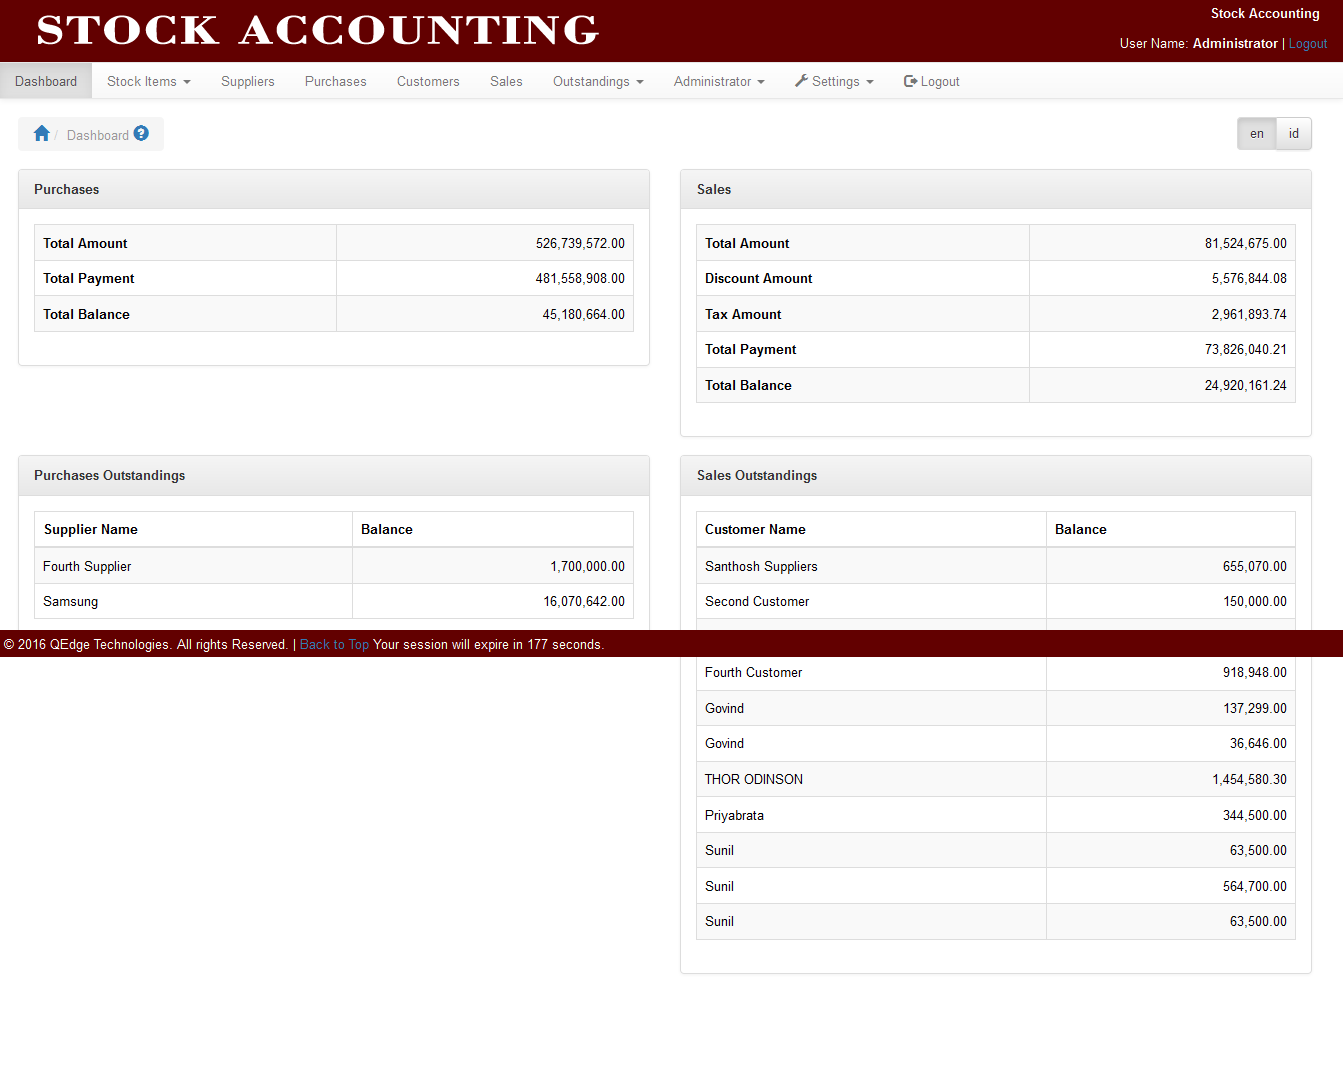 STOCK ACCOUNTING
Stock Accounting
User Name: Administrator | Logout
Dashboard Stock Items Suppliers Purchases Customers Sales Outstandings Administrator Settings Logout
/ Dashboard
en id
Purchases
Total Amount 526,739,572.00
Total Payment 481,558,908.00
Total Balance 45,180,664.00
Sales
Total Amount 81,524,675.00
Discount Amount 5,576,844.08
Tax Amount 2,961,893.74
Total Payment 73,826,040.21
Total Balance 24,920,161.24
Purchases Outstandings
Supplier Name Balance
Fourth Supplier 1,700,000.00
Samsung 16,070,642.00
Sales Outstandings
Customer Name Balance
Santhosh Suppliers 655,070.00
Second Customer 150,000.00
© 2016 QEdge Technologies. All rights Reserved. | Back to Top Your session will expire in 177 seconds.
Fourth Customer 918,948.00
Govind 137,299.00
Govind 36,646.00
THOR ODINSON 1,454,580.30
Priyabrata 344,500.00
Sunil 63,500.00
Sunil 564,700.00
Sunil 63,500.00